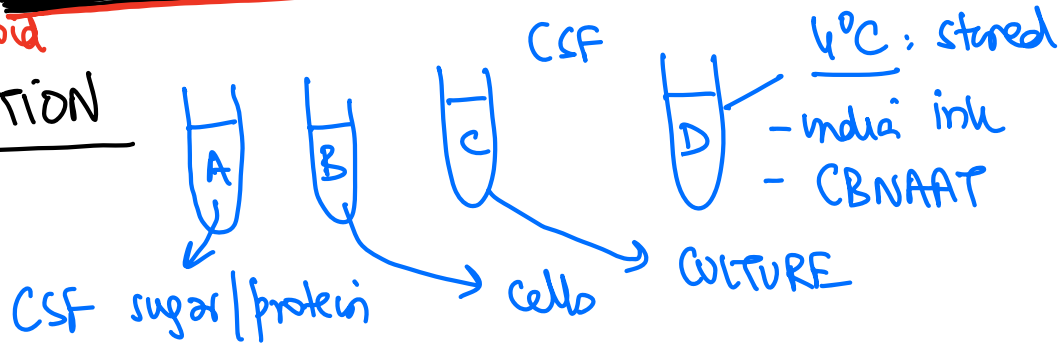 CSF
4°C : stored
TION
A B C D
- india ink
- CBNAAT
CULTURE
CSF sugar/protein
cells